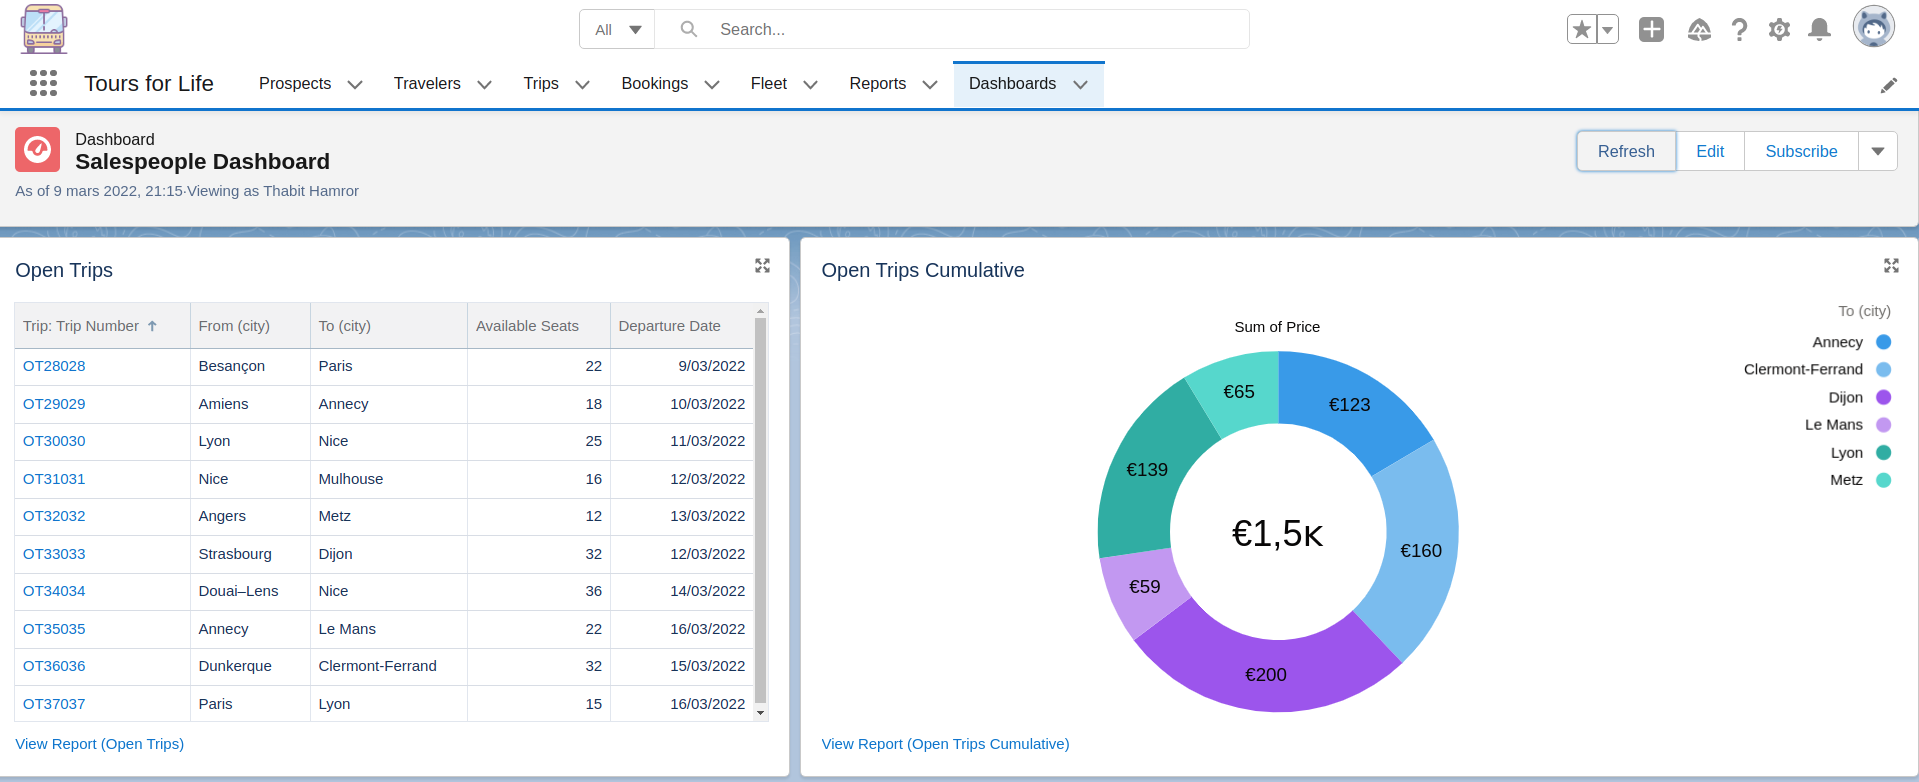 All
Search...
Tours for Life
Prospects Travelers Trips Bookings Fleet Reports Dashboards
Dashboard
Salespeople Dashboard
As of 9 mars 2022, 21:15·Viewing as Thabit Hamror
Refresh Edit Subscribe
Open Trips
Trip: Trip Number From (city) To (city) Available Seats Departure Date
OT28028 Besançon Paris 22 9/03/2022
OT29029 Amiens Annecy 18 10/03/2022
OT30030 Lyon Nice 25 11/03/2022
OT31031 Nice Mulhouse 16 12/03/2022
OT32032 Angers Metz 12 13/03/2022
OT33033 Strasbourg Dijon 32 12/03/2022
OT34034 Douai–Lens Nice 36 14/03/2022
OT35035 Annecy Le Mans 22 16/03/2022
OT36036 Dunkerque Clermont-Ferrand 32 15/03/2022
OT37037 Paris Lyon 15 16/03/2022
View Report (Open Trips)
Open Trips Cumulative
Sum of Price
€65
€123
€139
€160
€59
€200
€1,5ĸ
To (city)
Annecy
Clermont-Ferrand
Dijon
Le Mans
Lyon
Metz
View Report (Open Trips Cumulative)